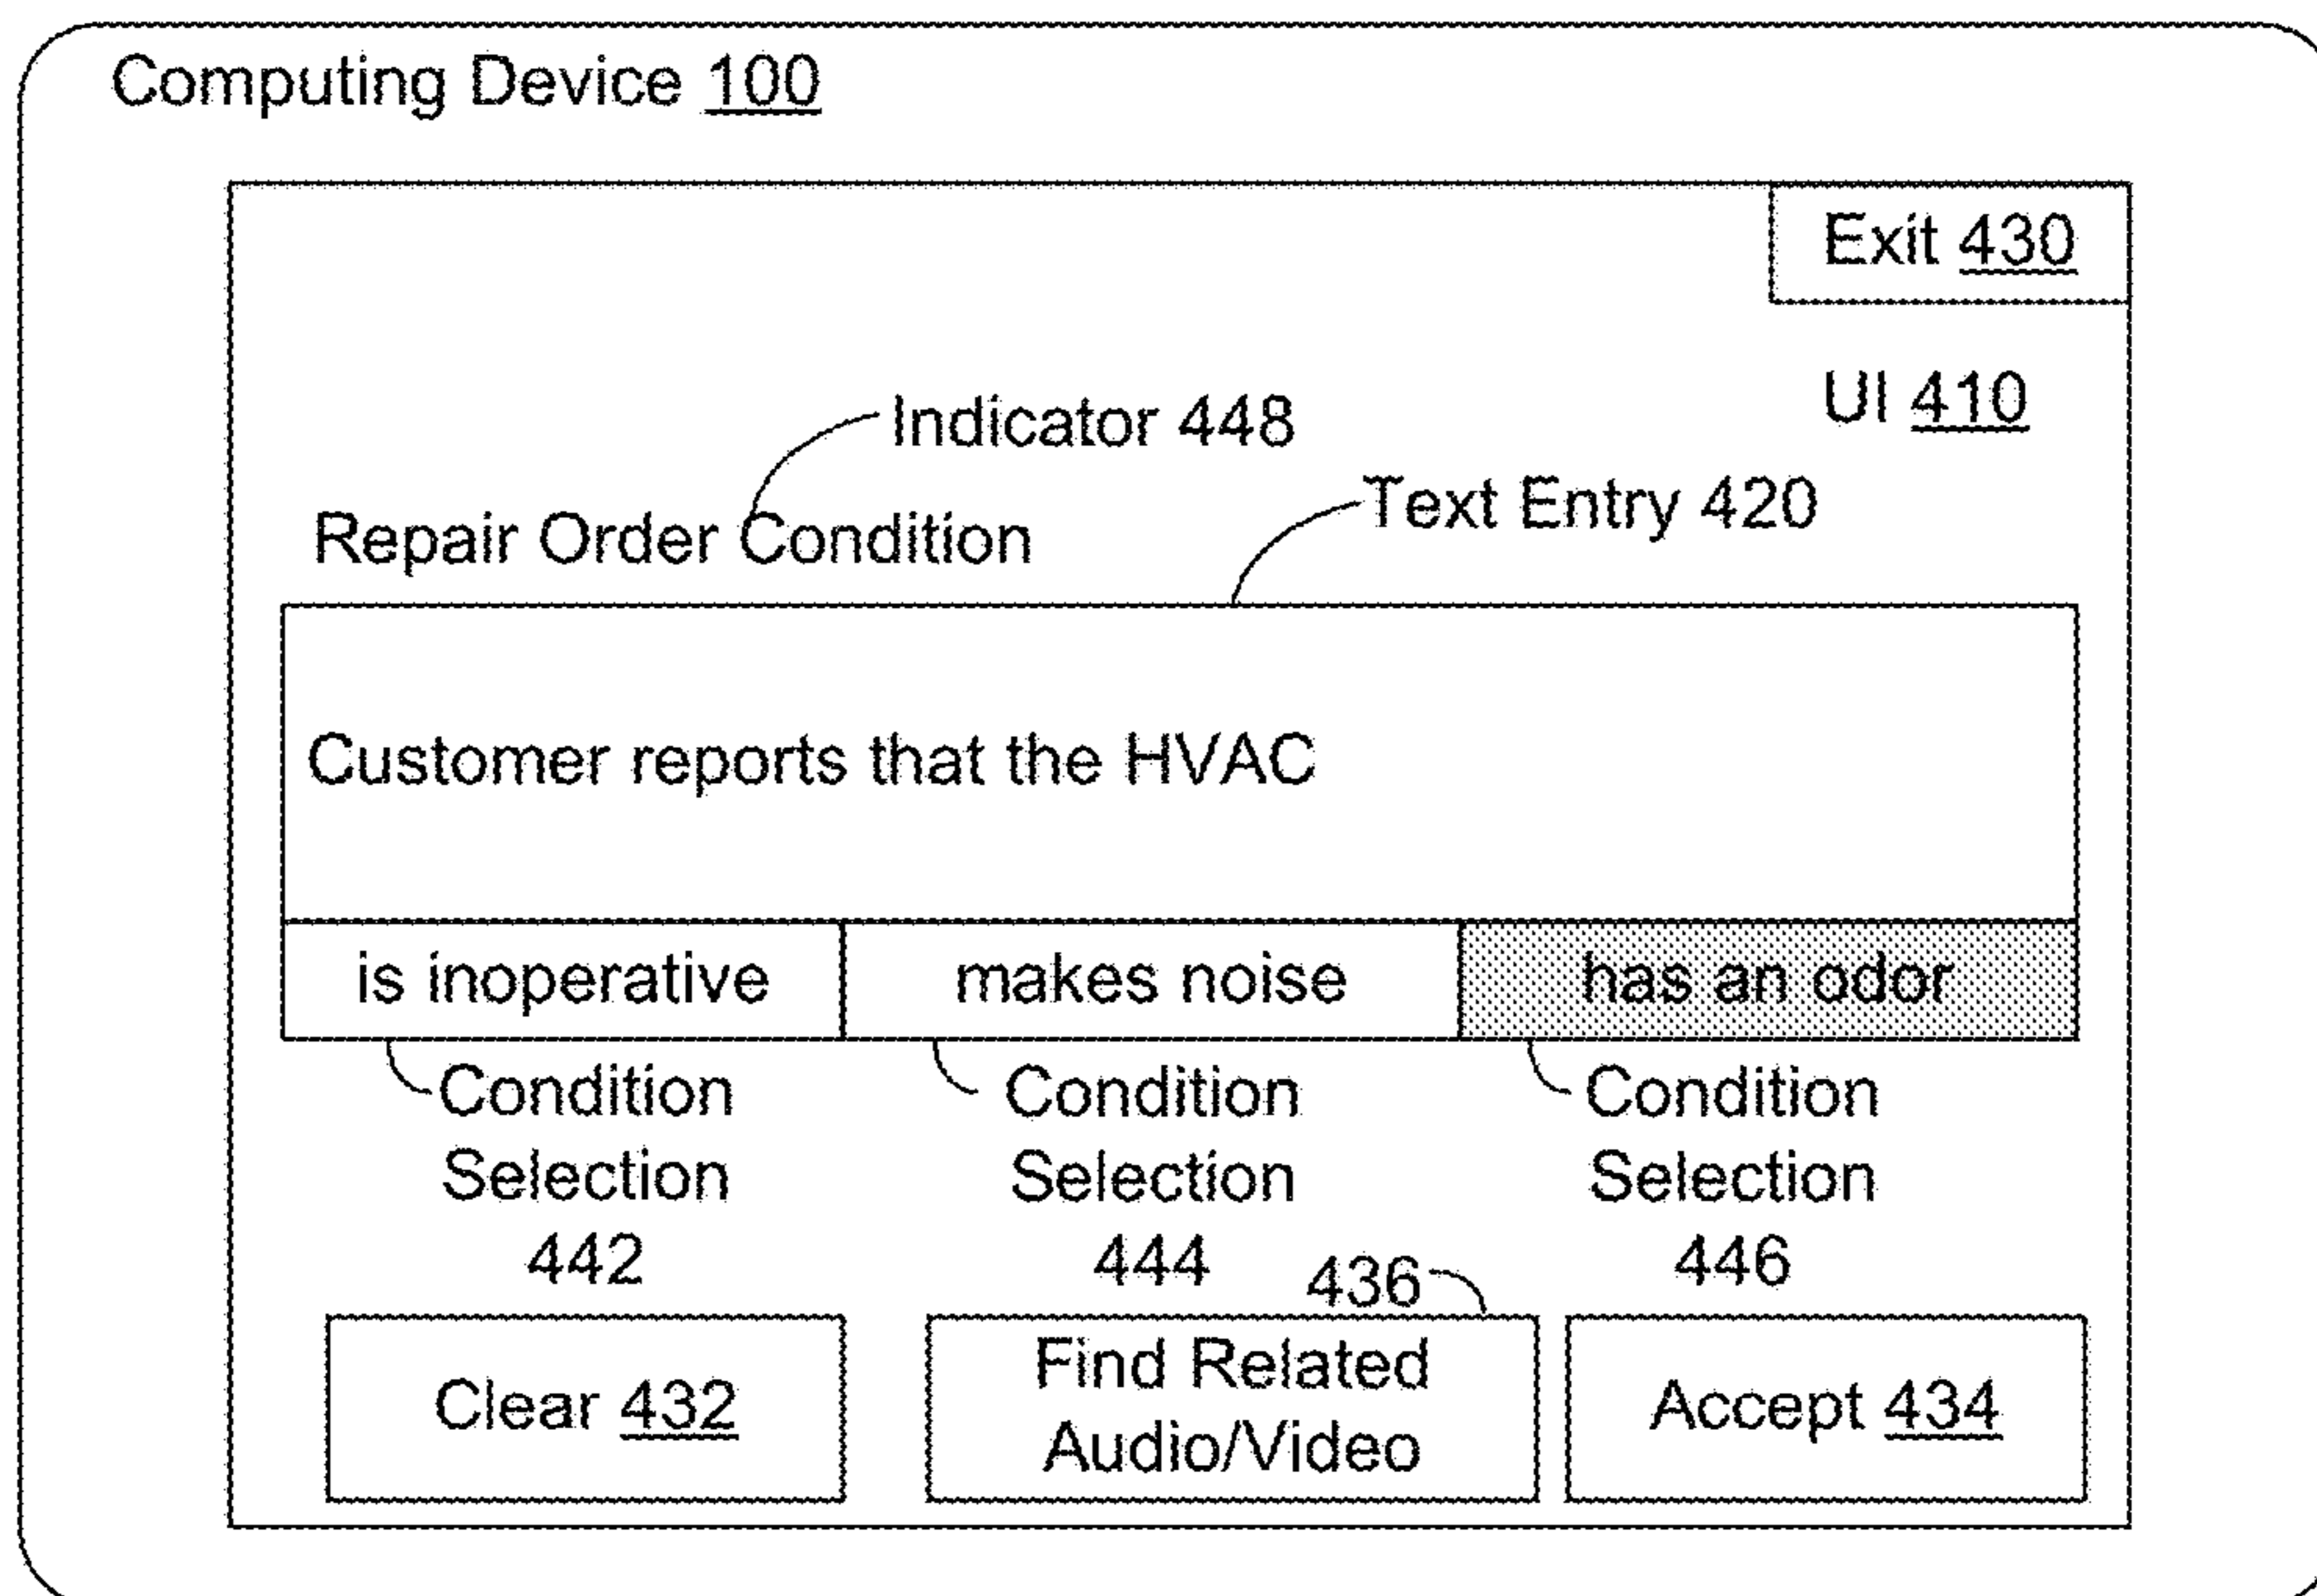 Computing Device 100
Exit 430
UI 410
Indicator 448
Text Entry 420
Repair Order Condition
Customer reports that the HVAC
is inoperative
makes noise
has an odor
Condition
Selection
442
Condition
Selection
444
Condition
Selection
446
436
Clear 432
Find Related
Audio/Video
Accept 434